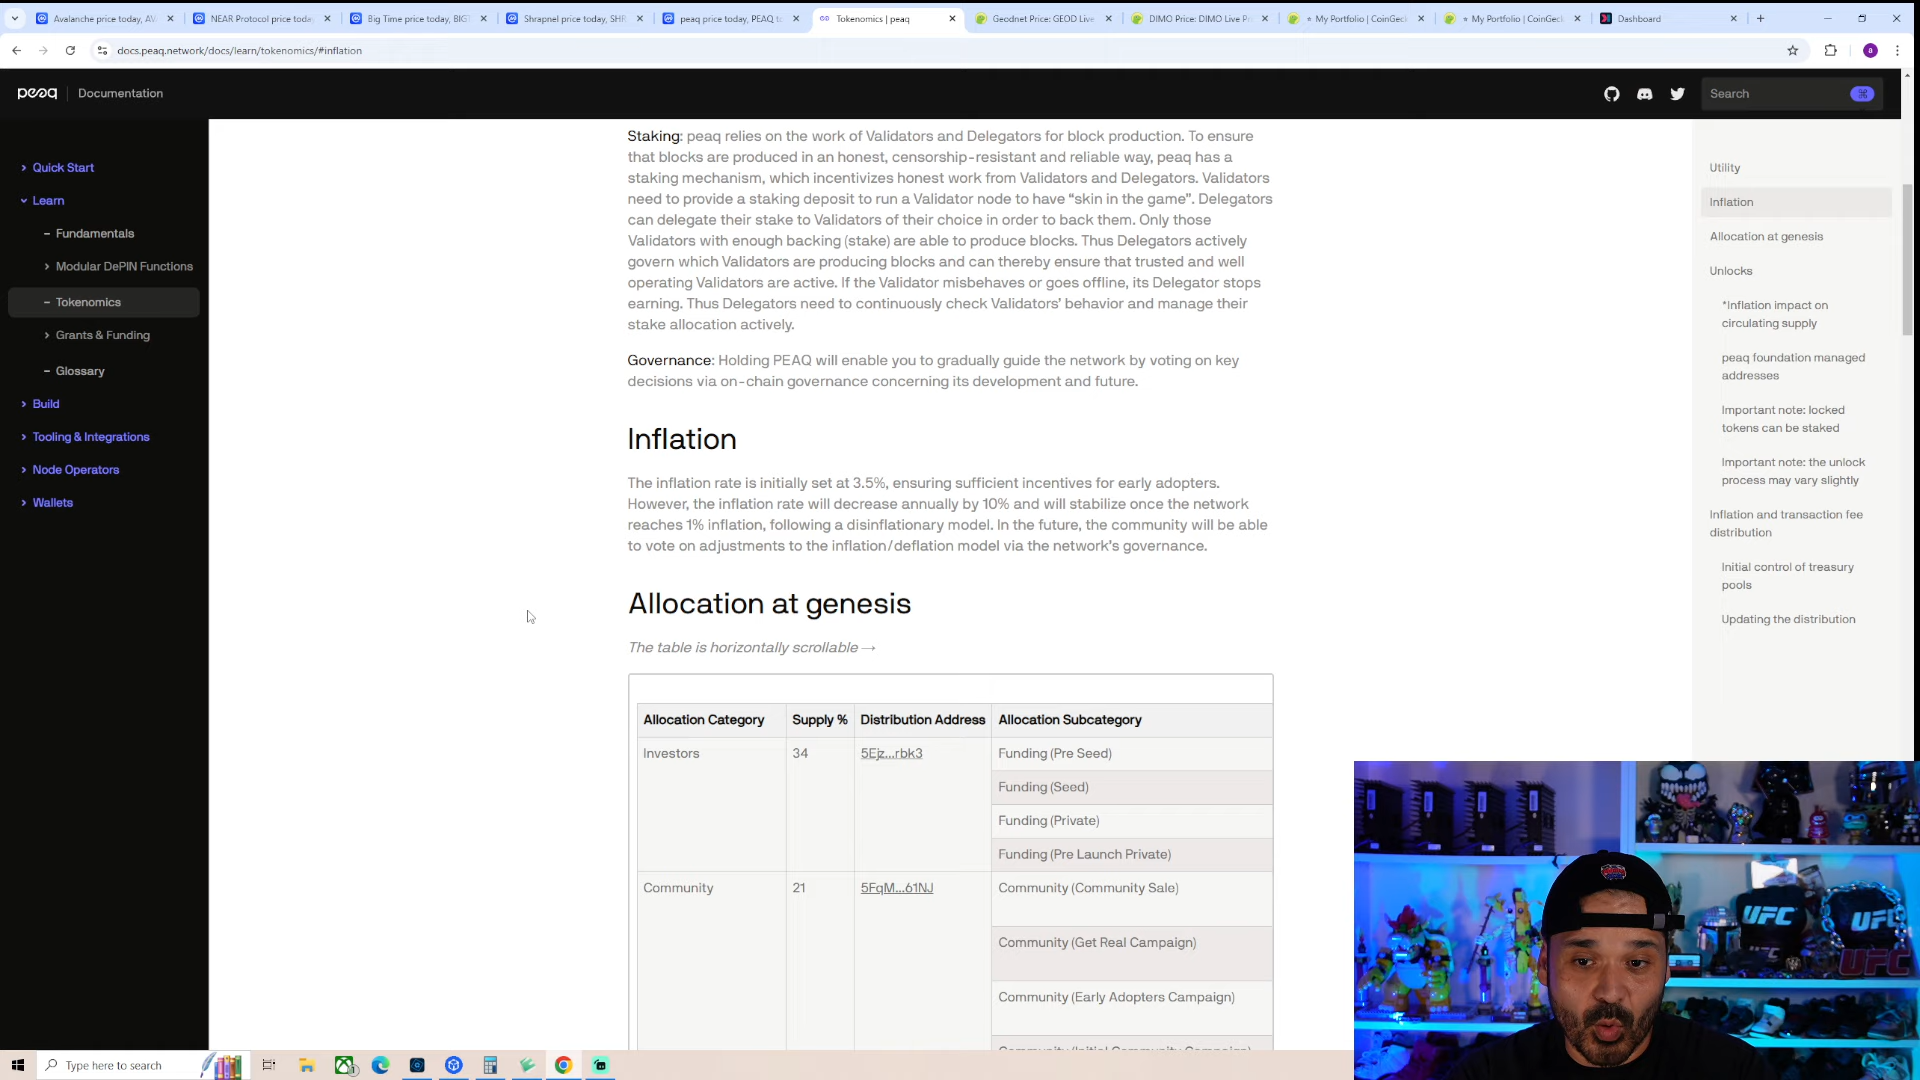 Avalanche price today, AV
NEAR Protocol price toda
Big Time price today, BIGT
Shrapnel price today, SHR
peaq price today, PEAQ to
Tokenomics | peaq
Geodnet Price: GEOD Live
DIMO Price: DIMO Live Pr
My Portfolio | CoinGeck
My Portfolio | CoinGeck
Dashboard
docs.peaq.network/docs/learn/tokenomics/#inflation
a
peaq
Documentation
Search
Quick Start
Learn
Fundamentals
Modular DePIN Functions
Tokenomics
Grants & Funding
Glossary
Build
Tooling & Integrations
Node Operators
Wallets
Staking: peaq relies on the work of Validators and Delegators for block production. To ensure
that blocks are produced in an honest, censorship-resistant and reliable way, peaq has a
staking mechanism, which incentivizes honest work from Validators and Delegators. Validators
need to provide a staking deposit to run a Validator node to have “skin in the game”. Delegators
can delegate their stake to Validators of their choice in order to back them. Only those
Validators with enough backing (stake) are able to produce blocks. Thus Delegators actively
govern which Validators are producing blocks and can thereby ensure that trusted and well
operating Validators are active. If the Validator misbehaves or goes offline, its Delegator stops
earning. Thus Delegators need to continuously check Validators’ behavior and manage their
stake allocation actively.
Governance: Holding PEAQ will enable you to gradually guide the network by voting on key
decisions via on-chain governance concerning its development and future.
Inflation
The inflation rate is initially set at 3.5%, ensuring sufficient incentives for early adopters.
However, the inflation rate will decrease annually by 10% and will stabilize once the network
reaches 1% inflation, following a disinflationary model. In the future, the community will be able
to vote on adjustments to the inflation/deflation model via the network’s governance.
Allocation at genesis
The table is horizontally scrollable →
Allocation Category Supply % Distribution Address Allocation Subcategory
Investors 34 5Ejz...rbk3 Funding (Pre Seed)
Funding (Seed)
Funding (Private)
Funding (Pre Launch Private)
Community 21 5FqM...61NJ Community (Community Sale)
Community (Get Real Campaign)
Community (Early Adopters Campaign)
Utility
Inflation
Allocation at genesis
Unlocks
*Inflation impact on
circulating supply
peaq foundation managed
addresses
Important note: locked
tokens can be staked
Important note: the unlock
process may vary slightly
Inflation and transaction fee
distribution
Initial control of treasury
pools
Updating the distribution
UFC
UFC
UFC
Type here to search